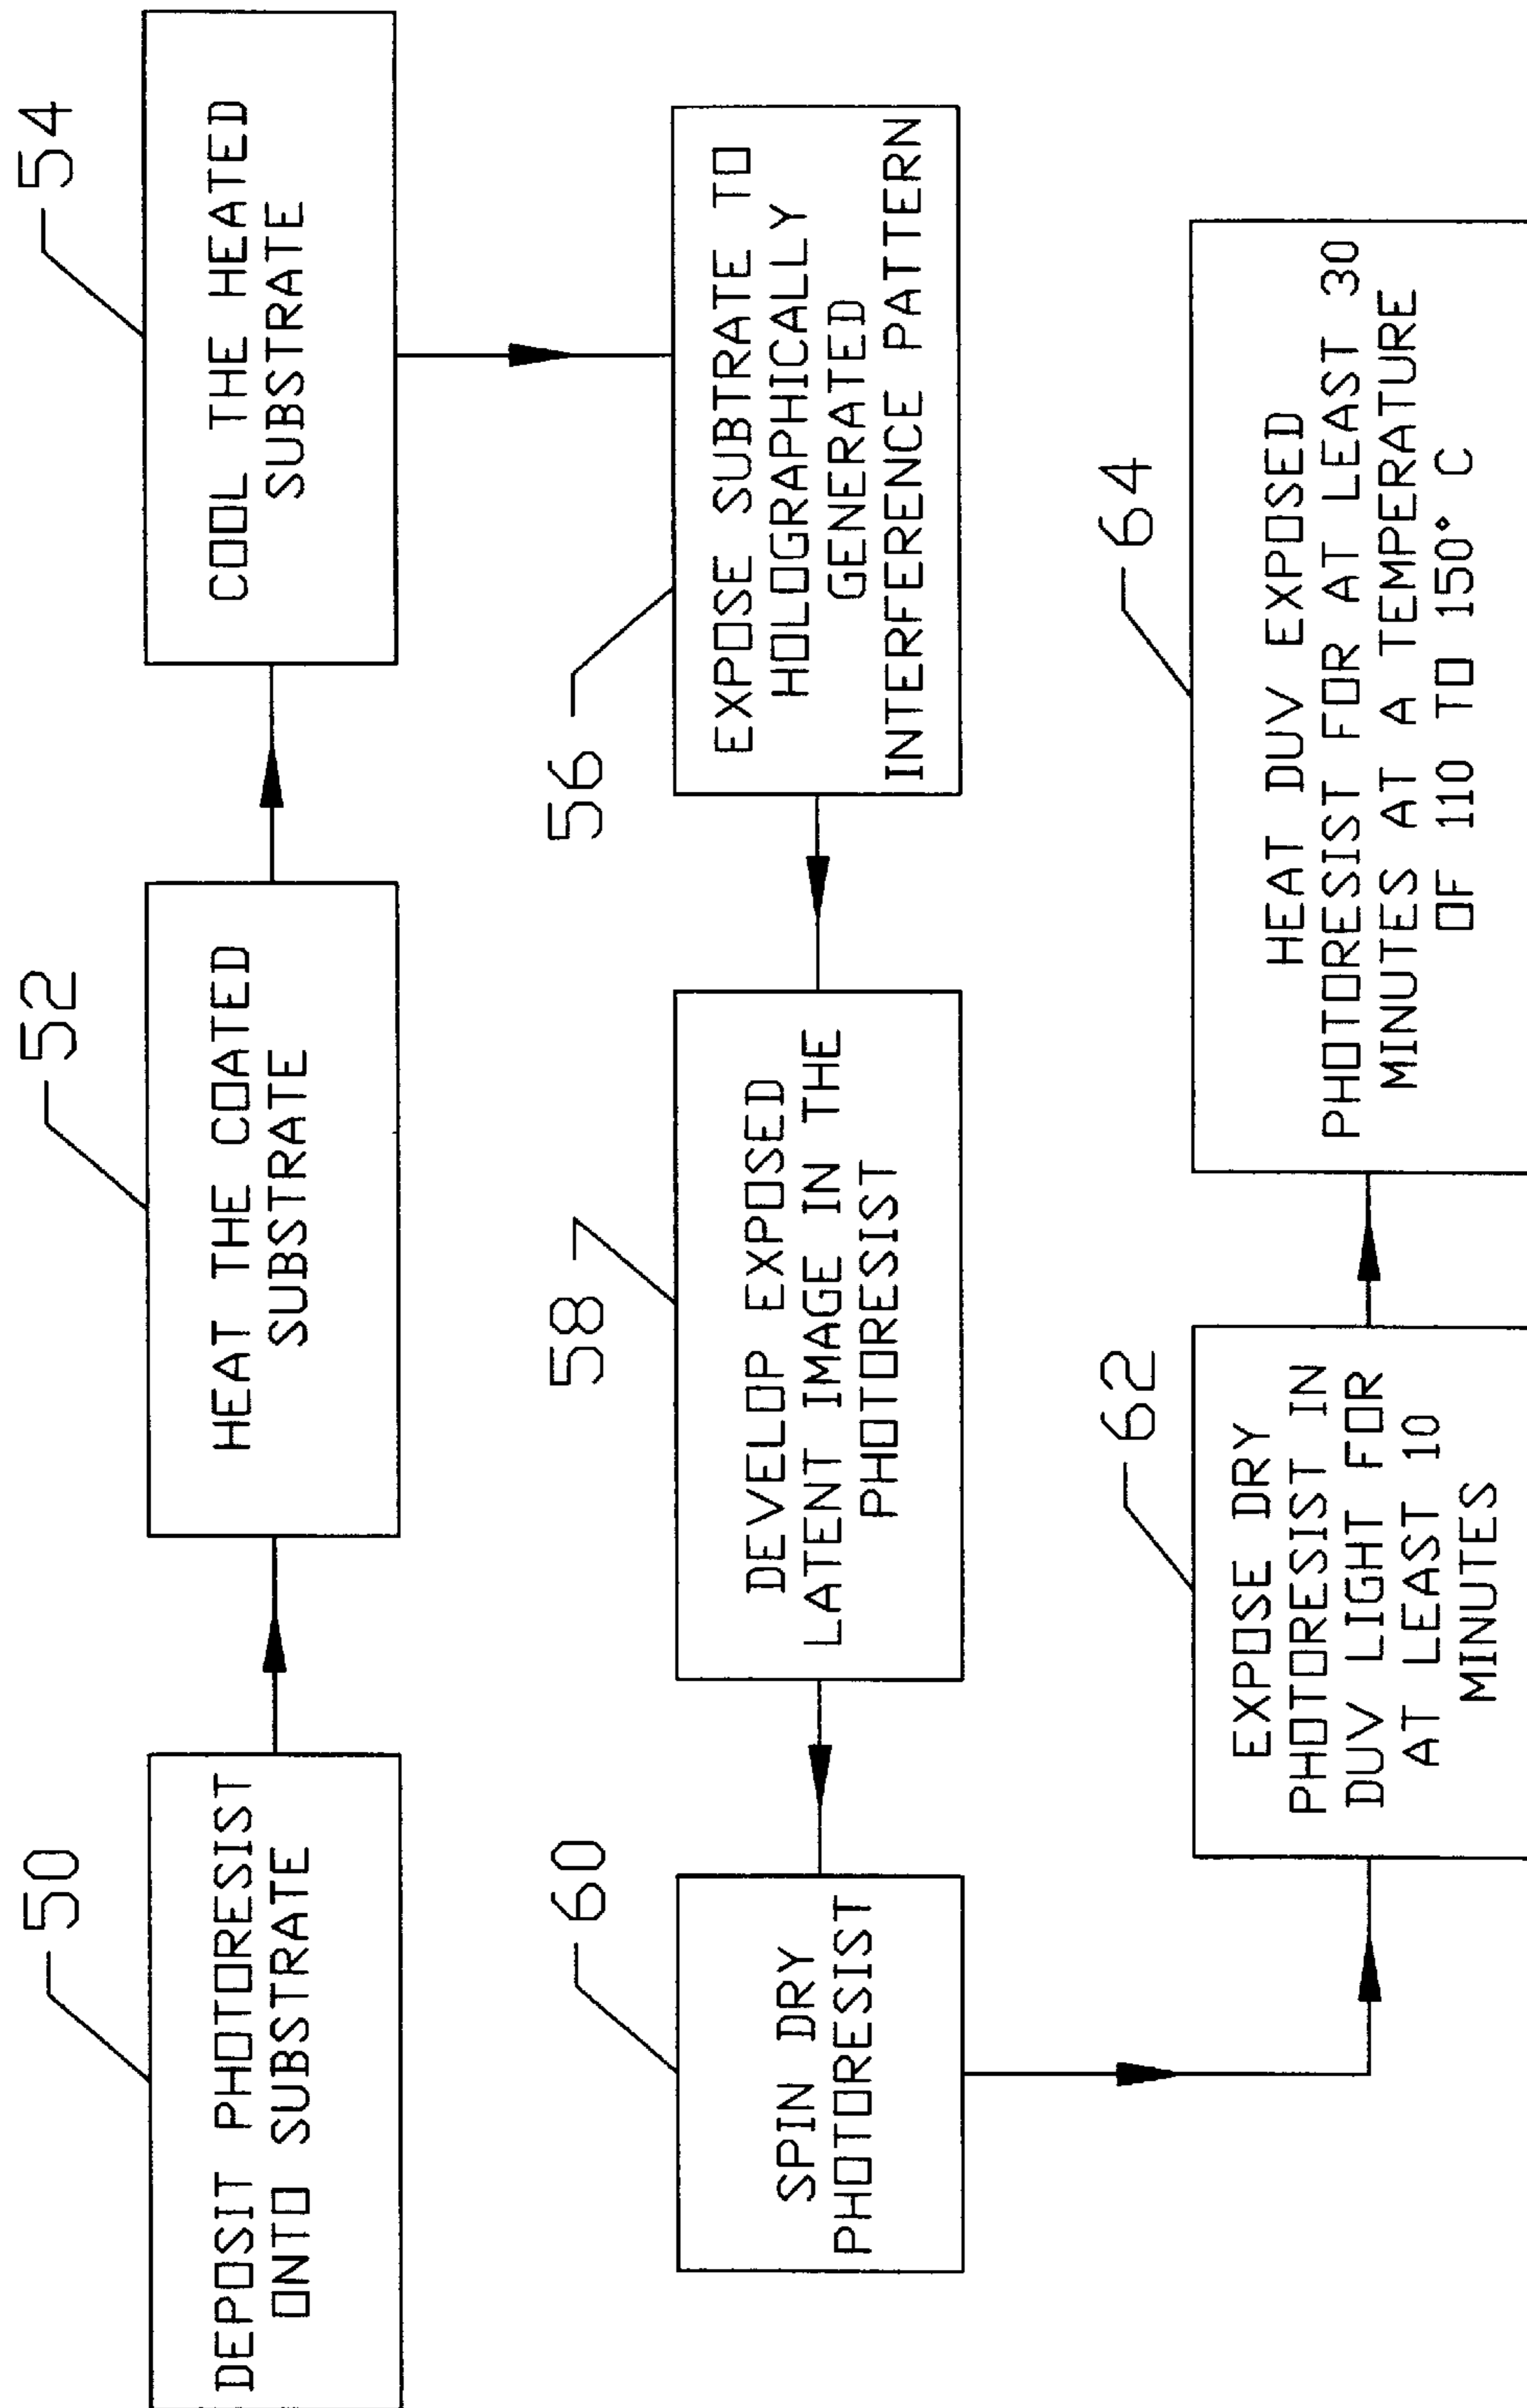 50
DEPOSIT PHOTORESIST
ONTO SUBSTRATE
52
HEAT THE COATED
SUBSTRATE
54
COOL THE HEATED
SUBSTRATE
56
EXPOSE SUBTRATE TO
HOLOGRAPHICALLY
GENERATED
INTERFERENCE PATTERN
58
DEVELOP EXPOSED
LATENT IMAGE IN THE
PHOTORESIST
60
SPIN DRY
PHOTORESIST
62
EXPOSE DRY
PHOTORESIST IN
DUV LIGHT FOR
AT LEAST 10
MINUTES
64
HEAT DUV EXPOSED
PHOTORESIST FOR AT LEAST 30
MINUTES AT A TEMPERATURE
OF 110 TO 150° C